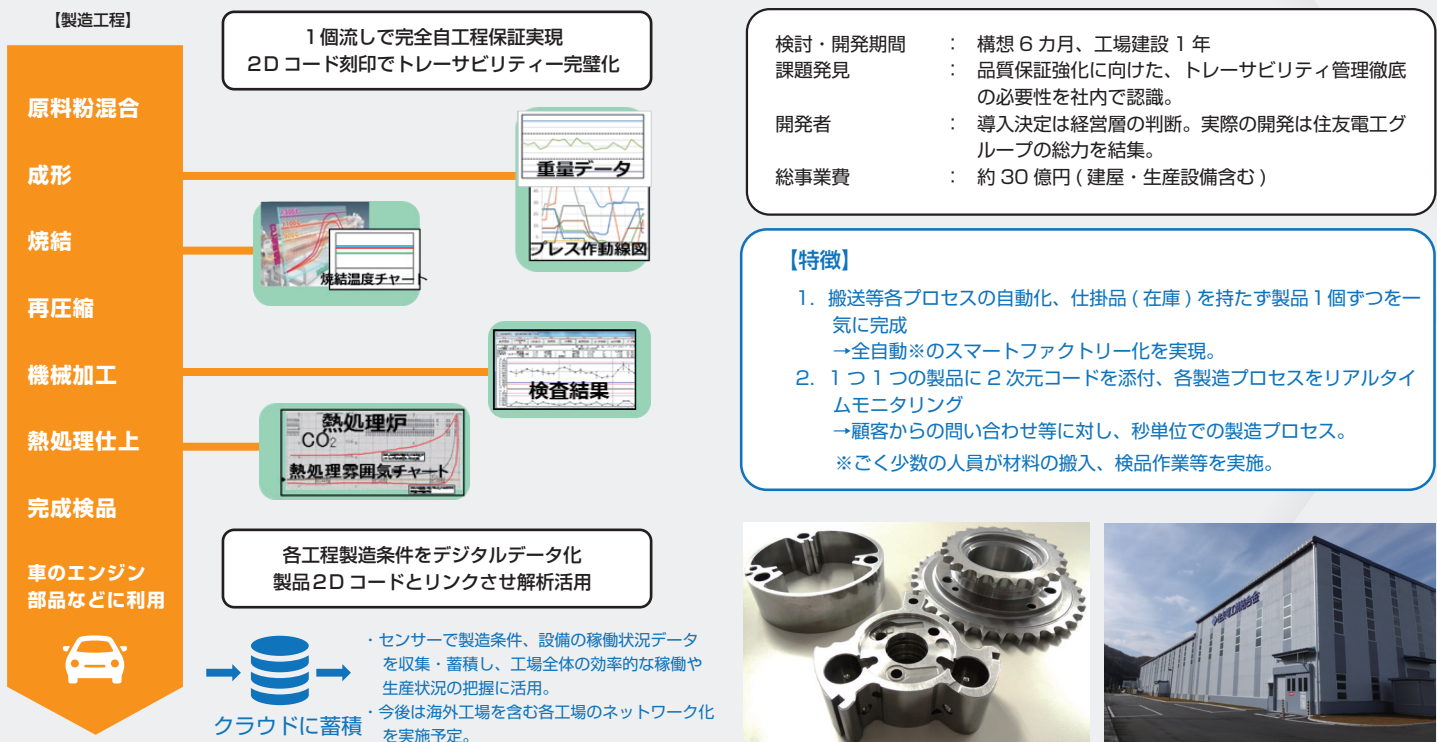 【製造工程】
原料粉混合
成形
焼結
再圧縮
機械加工
熱処理仕上
完成検品
車のエンジン
部品などに利用
1個流しで完全自工程保証実現
2Dコード刻印でトレーサビリティー完璧化
重量データ
プレス作動線図
焼結温度チャート
検査結果
熱処理炉
CO₂
熱処理雰囲気チャート
各工程製造条件をデジタルデータ化
製品2Dコードとリンクさせ解析活用
クラウドに蓄積
・センサーで製造条件、設備の稼働状況データ
を収集・蓄積し、工場全体の効率的な稼働や
生産状況の把握に活用。
・今後は海外工場を含む各工場のネットワーク化
を実施予定。
検討・開発期間 : 構想 6 カ月、工場建設 1 年
課題発見 : 品質保証強化に向けた、トレーサビリティ管理徹底
の必要性を社内で認識。
開発者 : 導入決定は経営層の判断。実際の開発は住友電工グ
ループの総力を結集。
総事業費 : 約 30 億円 ( 建屋・生産設備含む )
【特徴】
1. 搬送等各プロセスの自動化、仕掛品 ( 在庫 ) を持たず製品 1 個ずつを一
気に完成
→全自動※のスマートファクトリー化を実現。
2. 1 つ 1 つの製品に 2 次元コードを添付、各製造プロセスをリアルタイ
ムモニタリング
→顧客からの問い合わせ等に対し、秒単位での製造プロセス。
※ごく少数の人員が材料の搬入、検品作業等を実施。
住友電工焼結合金